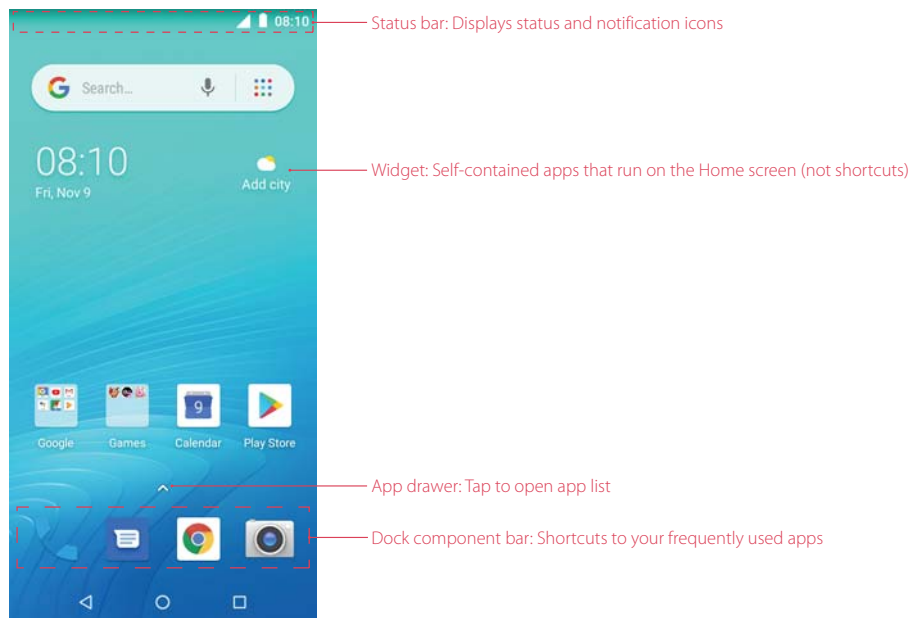 08:10
Status bar: Displays status and notification icons
G Search...
08:10
Fri, Nov 9
Add city
Widget: Self-contained apps that run on the Home screen (not shortcuts)
9
Google Games Calendar Play Store
App drawer: Tap to open app list
Dock component bar: Shortcuts to your frequently used apps